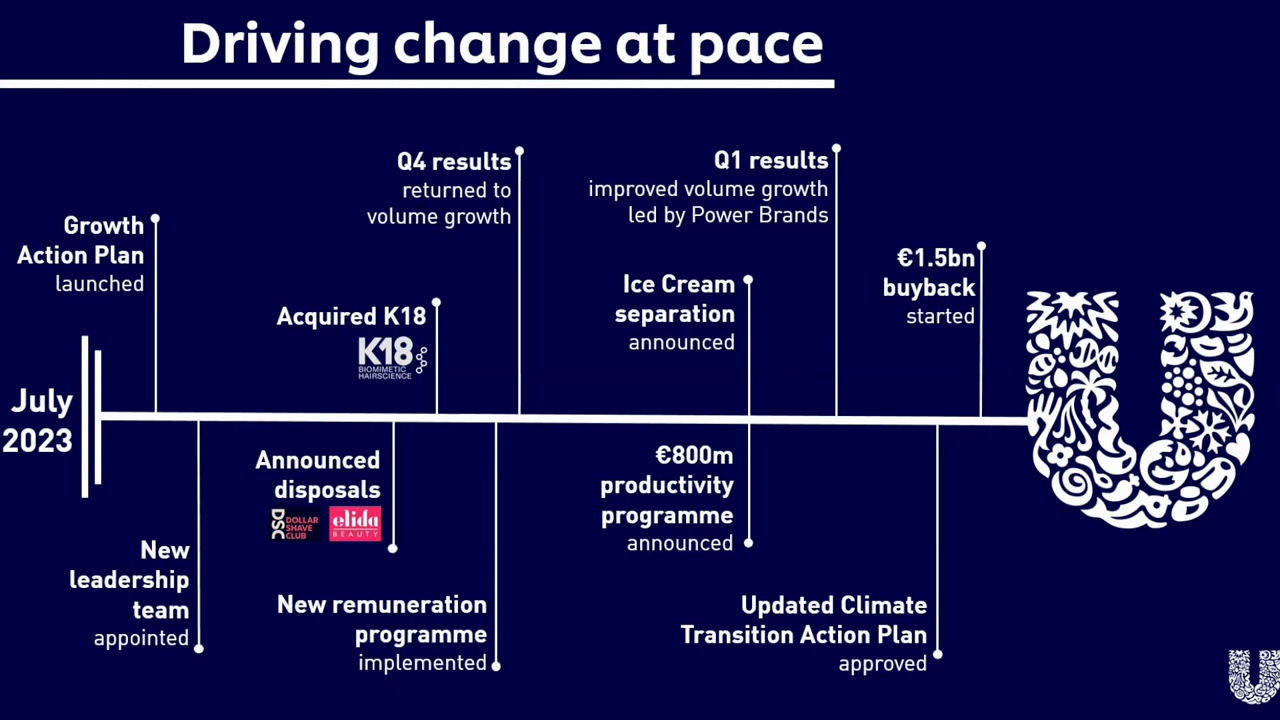 Driving change at pace
Growth
Action Plan
launched
Acquired K18
K18
BIOMIMETIC
HAIRSCIENCE
Q4 results
returned to
volume growth
Ice Cream
separation
announced
Q1 results
improved volume growth
led by Power Brands
€1.5bn
buyback
started
July
2023
New
leadership
team
appointed
Announced
disposals
DSC
DOLLAR
SHAVE
CLUB
elida
BEAUTY
New remuneration
programme
implemented
€800m
productivity
programme
announced
Updated Climate
Transition Action Plan
approved